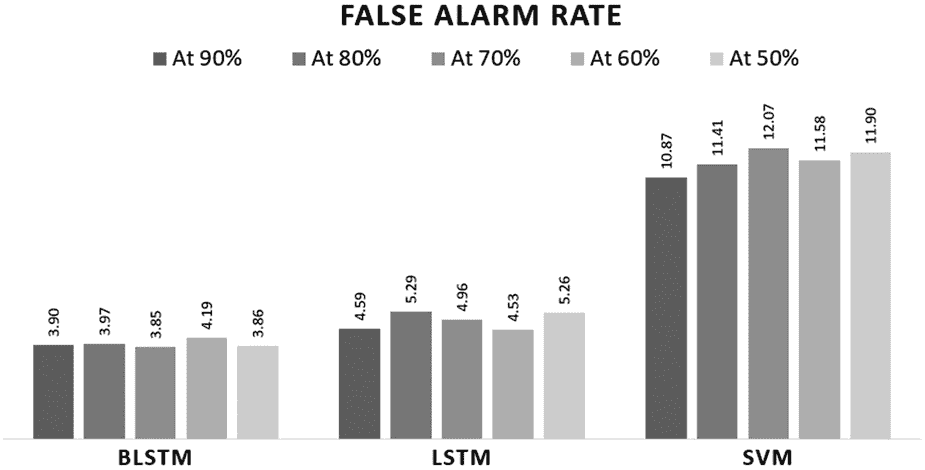 FALSE ALARM RATE
At 90% At 80% At 70% At 60% At 50%
3.90 3.97 3.85 4.19 3.86
4.59 5.29 4.96 4.53 5.26
10.87 11.41 12.07 11.58 11.90
BLSTM LSTM SVM